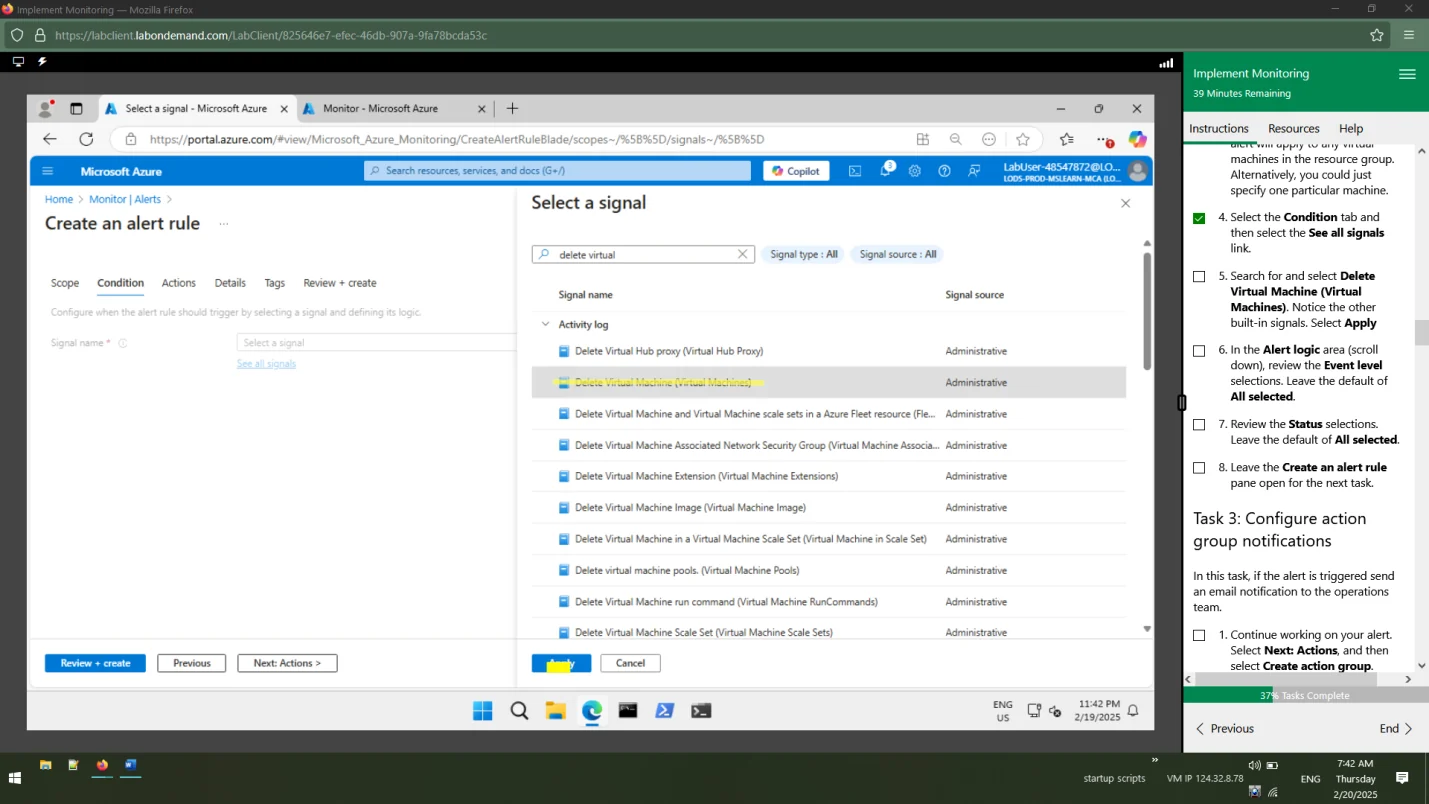 Implement Monitoring — Mozilla Firefox
https://labclient.labondemand.com/LabClient/825646e7-efec-46db-907a-9fa78bcda53c
Select a signal - Microsoft Azure
Monitor - Microsoft Azure
https://portal.azure.com/#view/Microsoft_Azure_Monitoring/CreateAlertRuleBlade/scopes~/%5B%5D/signals~/%5B%5D
Microsoft Azure
Search resources, services, and docs (G+/)
Copilot
3
LabUser-48547872@LO...
LODS-PROD-MSLEARN-MCA (LO...
Home > Monitor | Alerts >
Create an alert rule ...
Scope Condition Actions Details Tags Review + create
Configure when the alert rule should trigger by selecting a signal and defining its logic.
Signal name * Select a signal
See all signals
Review + create Previous Next: Actions >
Select a signal
delete virtual Signal type : All Signal source : All
Signal name Signal source
Activity log
Delete Virtual Hub proxy (Virtual Hub Proxy) Administrative
Delete Virtual Machine (Virtual Machines) Administrative
Delete Virtual Machine and Virtual Machine scale sets in a Azure Fleet resource (Fle... Administrative
Delete Virtual Machine Associated Network Security Group (Virtual Machine Associa... Administrative
Delete Virtual Machine Extension (Virtual Machine Extensions) Administrative
Delete Virtual Machine Image (Virtual Machine Image) Administrative
Delete Virtual Machine in a Virtual Machine Scale Set (Virtual Machine in Scale Set) Administrative
Delete virtual machine pools. (Virtual Machine Pools) Administrative
Delete Virtual Machine run command (Virtual Machine RunCommands) Administrative
Delete Virtual Machine Scale Set (Virtual Machine Scale Sets) Administrative
Cancel
ENG
US
11:42 PM
2/19/2025
Implement Monitoring
39 Minutes Remaining
Instructions Resources Help
alert will apply to any virtual
machines in the resource group.
Alternatively, you could just
specify one particular machine.
4. Select the Condition tab and
then select the See all signals
link.
5. Search for and select Delete
Virtual Machine (Virtual
Machines). Notice the other
built-in signals. Select Apply
6. In the Alert logic area (scroll
down), review the Event level
selections. Leave the default of
All selected.
7. Review the Status selections.
Leave the default of All selected.
8. Leave the Create an alert rule
pane open for the next task.
Task 3: Configure action
group notifications
In this task, if the alert is triggered send
an email notification to the operations
team.
1. Continue working on your alert.
Select Next: Actions, and then
select Create action group.
37% Tasks Complete
< Previous End >
startup scripts
»
VM IP 124.32.8.78
ENG
7:42 AM
Thursday
2/20/2025